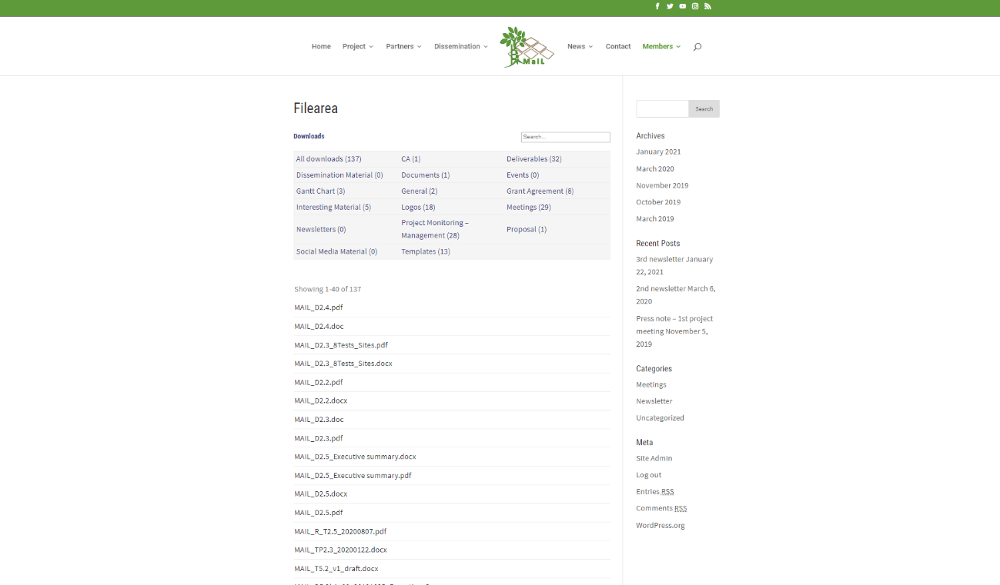 Home
Project
Partners
Dissemination
MaIL
News
Contact
Members
Filearea
Downloads
Search...
All downloads (137)
CA (1)
Deliverables (32)
Dissemination Material (0)
Documents (1)
Events (0)
Gantt Chart (3)
General (2)
Grant Agreement (8)
Interesting Material (5)
Logos (18)
Meetings (29)
Newsletters (0)
Project Monitoring –
Management (28)
Proposal (1)
Social Media Material (0)
Templates (13)
Showing 1-40 of 137
MAIL_D2.4.pdf
MAIL_D2.4.doc
MAIL_D2.3_8Tests_Sites.pdf
MAIL_D2.3_8Tests_Sites.docx
MAIL_D2.2.pdf
MAIL_D2.2.docx
MAIL_D2.3.doc
MAIL_D2.3.pdf
MAIL_D2.5_Executive summary.docx
MAIL_D2.5_Executive summary.pdf
MAIL_D2.5.docx
MAIL_D2.5.pdf
MAIL_R_T2.5_20200807.pdf
MAIL_TP2.3_20200122.docx
MAIL_T5.2_v1_draft.docx
Search
Archives
January 2021
March 2020
November 2019
October 2019
March 2019
Recent Posts
3rd newsletter January
22, 2021
2nd newsletter March 6,
2020
Press note – 1st project
meeting November 5,
2019
Categories
Meetings
Newsletter
Uncategorized
Meta
Site Admin
Log out
Entries RSS
Comments RSS
WordPress.org